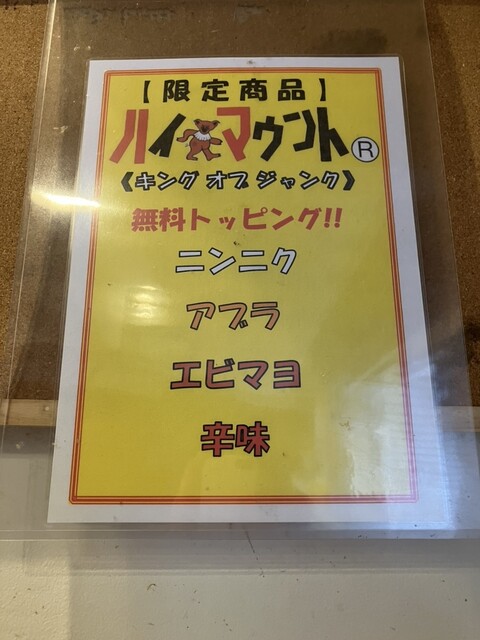 【限定商品】
ハイマウント®
《キング オブ ジャンク》
無料トッピング!!
ニンニク
アブラ
エビマヨ
辛味